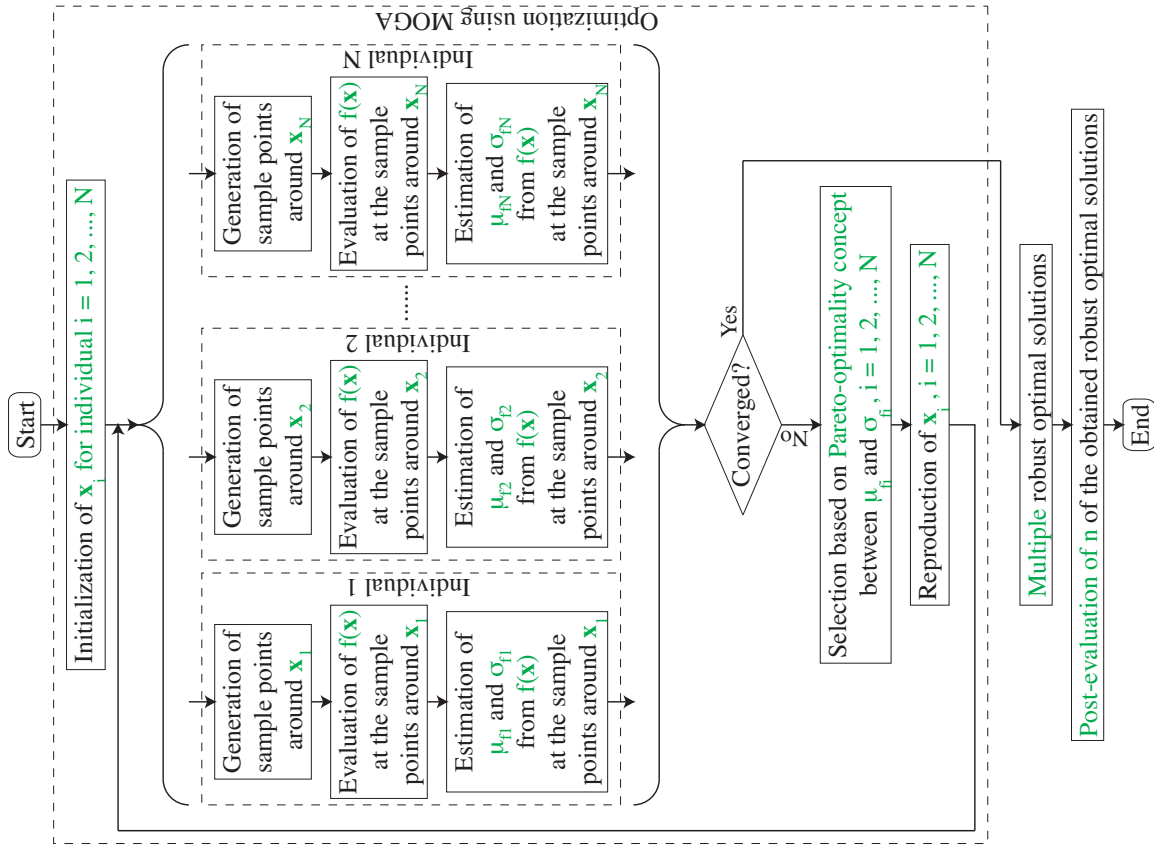 Start
Initialization of x_i for individual i = 1, 2, ..., N
Optimization using MOGA
Individual 1
Generation of
sample points
around x_1
Evaluation of f(x)
at the sample
points around x_1
Estimation of
μ_f1 and σ_f1
from f(x)
at the sample
points around x_1
Individual 2
Generation of
sample points
around x_2
Evaluation of f(x)
at the sample
points around x_2
Estimation of
μ_f2 and σ_f2
from f(x)
at the sample
points around x_2
......
Individual N
Generation of
sample points
around x_N
Evaluation of f(x)
at the sample
points around x_N
Estimation of
μ_fN and σ_fN
from f(x)
at the sample
points around x_N
Converged?
Yes
No
Selection based on Pareto-optimality concept
between μ_fi and σ_fi , i = 1, 2, ..., N
Reproduction of x_i , i = 1, 2, ..., N
Multiple robust optimal solutions
Post-evaluation of n of the obtained robust optimal solutions
End